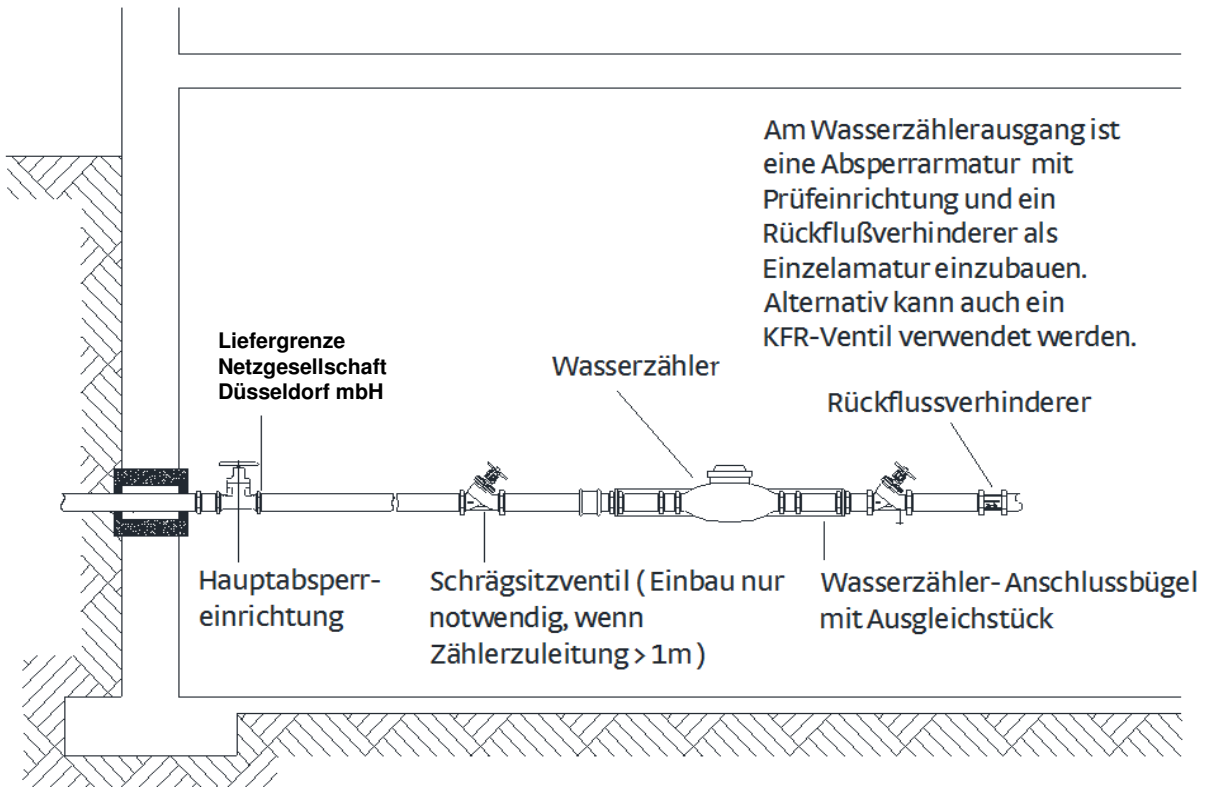 Am Wasserzählerausgang ist
eine Absperrarmatur mit
Prüfeinrichtung und ein
Rückflußverhinderer als
Einzelamatur einzubauen.
Alternativ kann auch ein
KFR-Ventil verwendet werden.
Liefergrenze
Netzgesellschaft
Düsseldorf mbH
Wasserzähler
Rückflussverhinderer
Hauptabsperr-
einrichtung
Schrägsitzventil ( Einbau nur
notwendig, wenn
Zählerzuleitung > 1m )
Wasserzähler- Anschlussbügel
mit Ausgleichstück